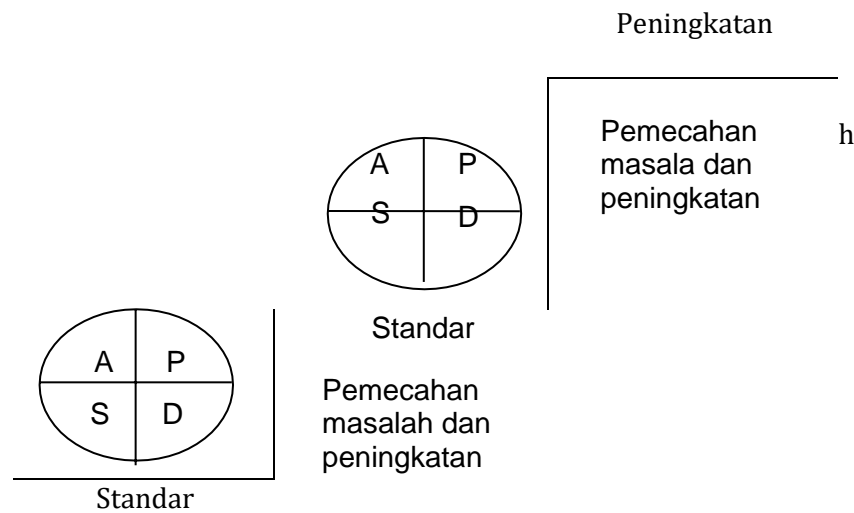 Peningkatan
Pemecahan h
masala dan
peningkatan
A P
S D
Standar
A P
S D
Pemecahan
masalah dan
peningkatan
Standar